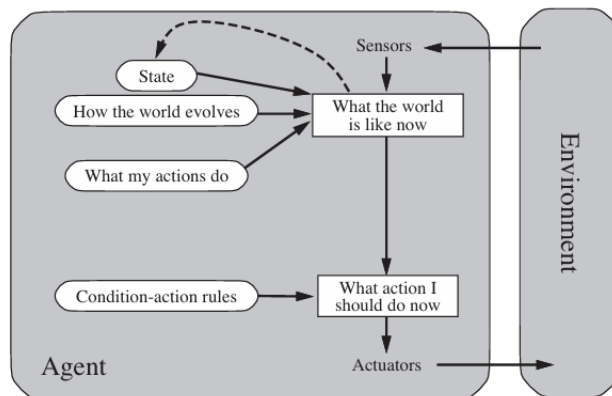 Sensors
State
How the world evolves
What the world
is like now
What my actions do
Condition-action rules
What action I
should do now
Agent
Actuators
Environment